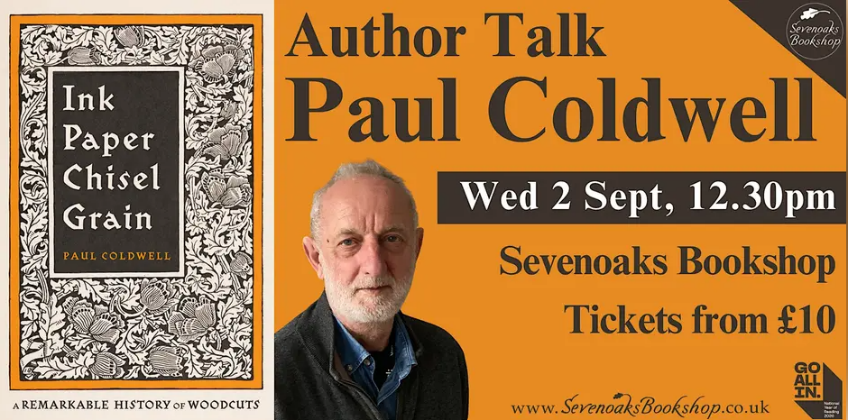 Ink
Paper
Chisel
Grain
PAUL COLDWELL
A REMARKABLE HISTORY OF WOODCUTS
Author Talk
Paul Coldwell
Sevenoaks
Bookshop
Wed 2 Sept, 12.30pm
Sevenoaks Bookshop
Tickets from £10
GO
ALL
IN.
National
Year of
Reading
2026
www.SevenoaksBookshop.co.uk